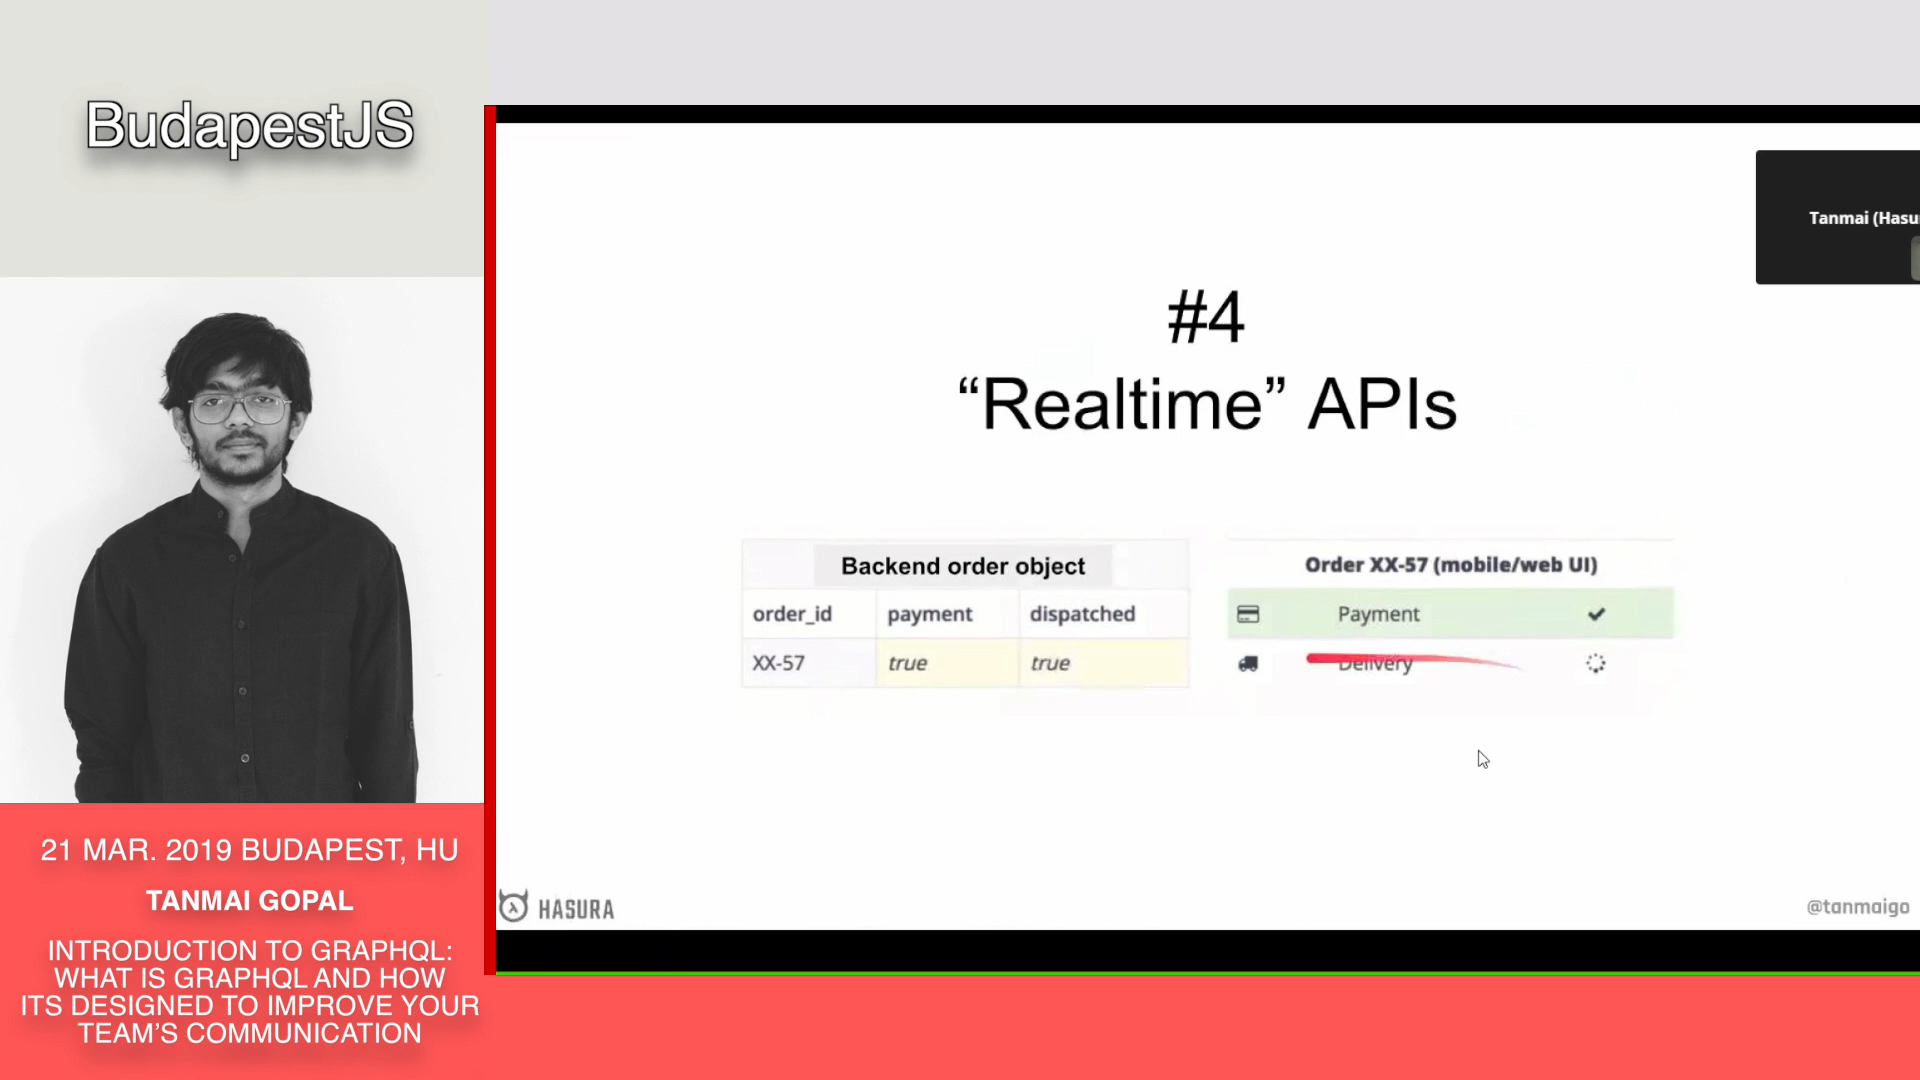 BudapestJS
21 MAR. 2019 BUDAPEST, HU
TANMAI GOPAL
INTRODUCTION TO GRAPHQL:
WHAT IS GRAPHQL AND HOW
ITS DESIGNED TO IMPROVE YOUR
TEAM’S COMMUNICATION
Tanmai (Hasu
#4
“Realtime” APIs
Backend order object
order_id payment dispatched
XX-57 true true
Order XX-57 (mobile/web UI)
Payment
Delivery
HASURA
@tanmaigo